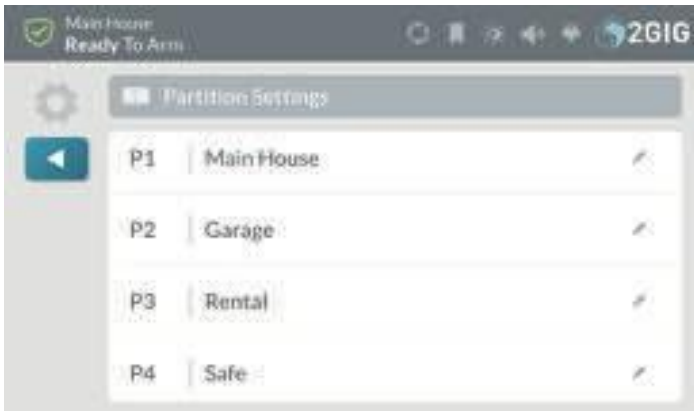 Main House
Ready To Arm
2GIG
Partition Settings
P1 Main House
P2 Garage
P3 Rental
P4 Safe